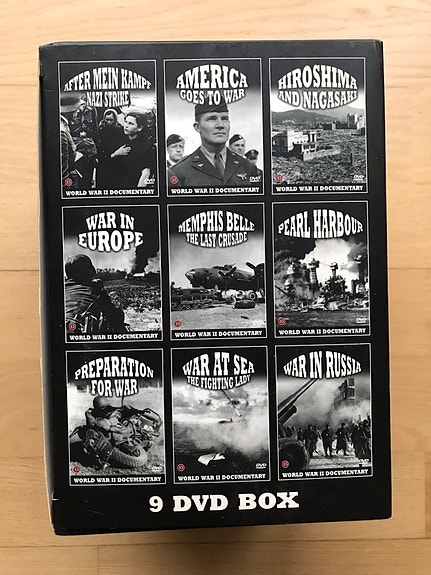 AFTER MEIN KAMPF
NAZI STRIKE
WORLD WAR II DOCUMENTARY
AMERICA
GOES TO WAR
WORLD WAR II DOCUMENTARY
HIROSHIMA
AND NAGASAKI
WORLD WAR II DOCUMENTARY
WAR IN
EUROPE
WORLD WAR II DOCUMENTARY
MEMPHIS BELLE
THE LAST CRUSADE
WORLD WAR II DOCUMENTARY
PEARL HARBOUR
WORLD WAR II DOCUMENTARY
PREPARATION
FOR WAR
WORLD WAR II DOCUMENTARY
WAR AT SEA
THE FIGHTING LADY
WORLD WAR II DOCUMENTARY
WAR IN RUSSIA
WORLD WAR II DOCUMENTARY
9 DVD BOX